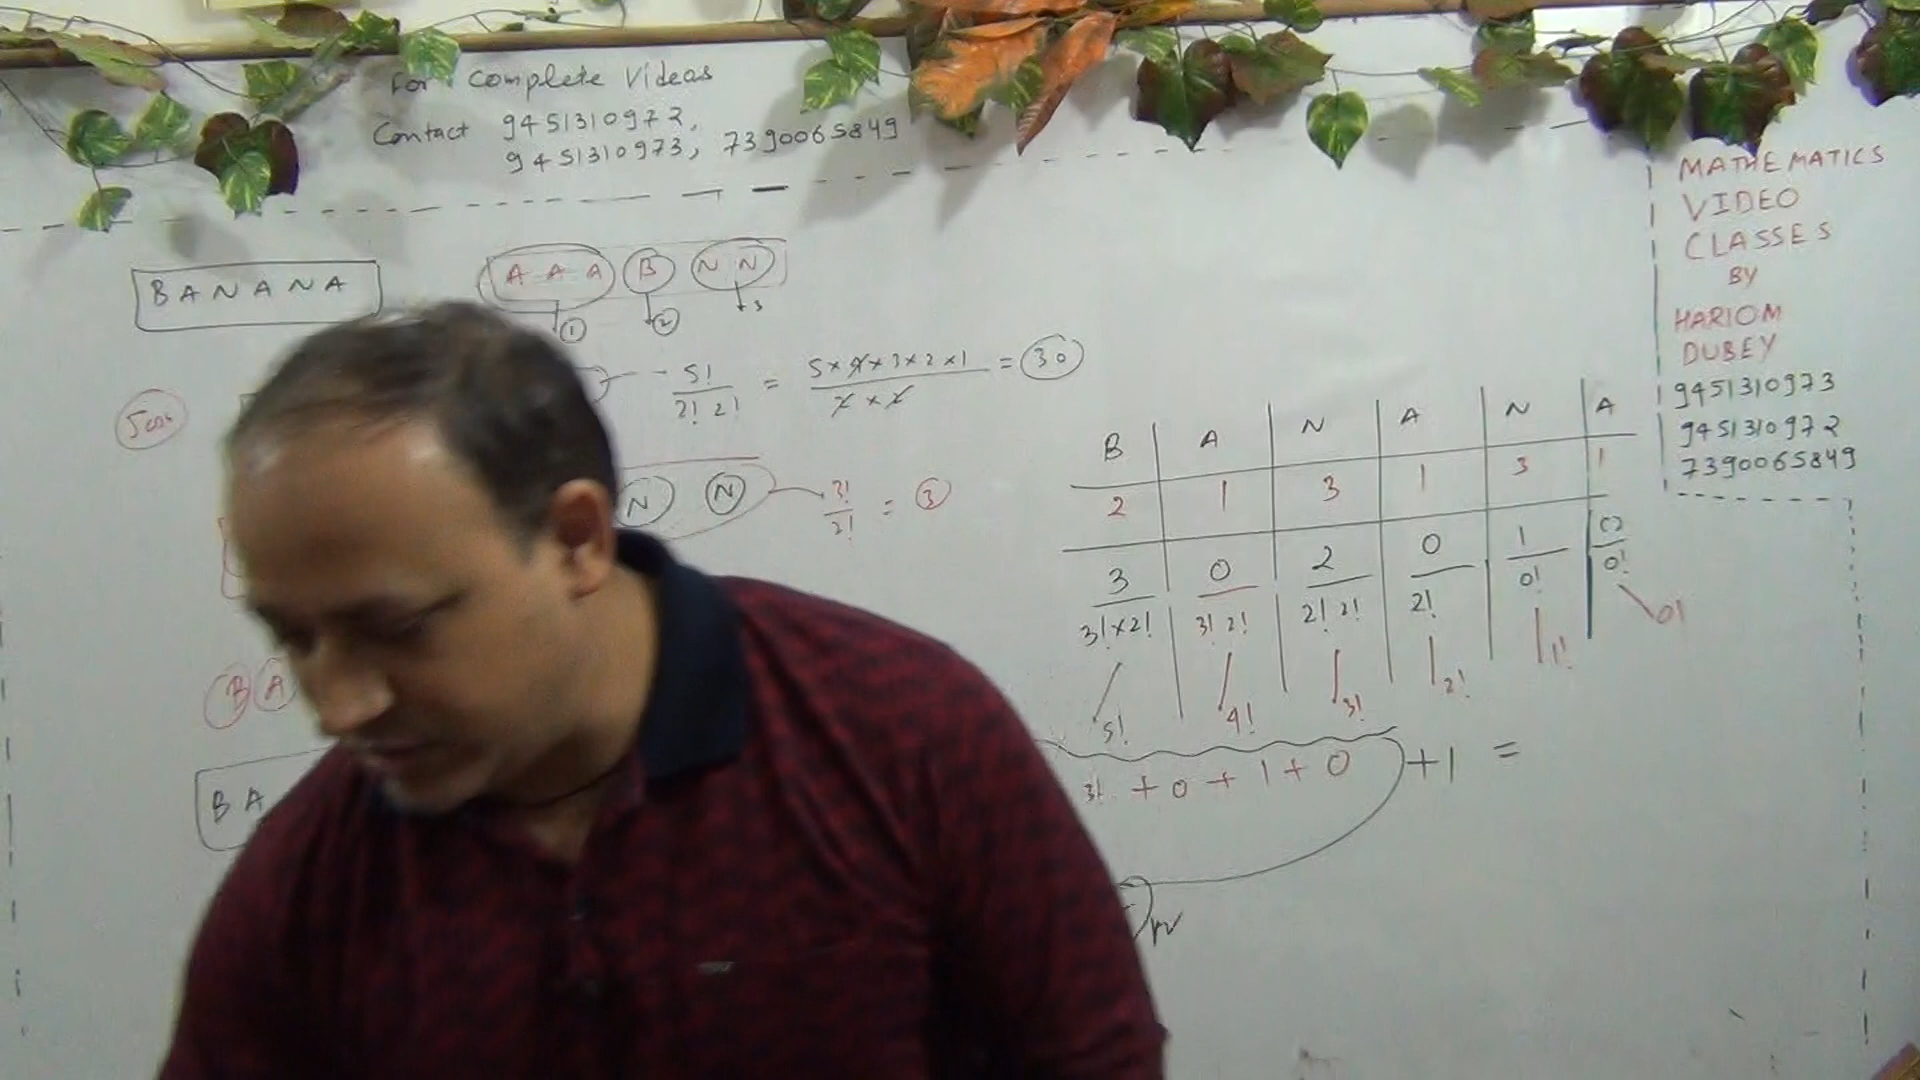 For Complete Videos
Contact 9451310972,
9451310973, 7390065849
MATHEMATICS
VIDEO
CLASSES
BY
HARIOM
DUBEY
9451310973
9451310972
7390065849
BANANA
A A A B N N
1 2 3
5!/2! 2! = 5×4×3×2×1/2×2 = 30
N N 3!/2! = 3
B A
B A
B A N A N A
2 1 3 1 3 1
3/3!×2! 0/3! 2! 2/2! 2! 0/2! 1/0! 0/0!
5! 4! 3! 2! 1! 0!
3! + 0 + 1 + 0 +1 =